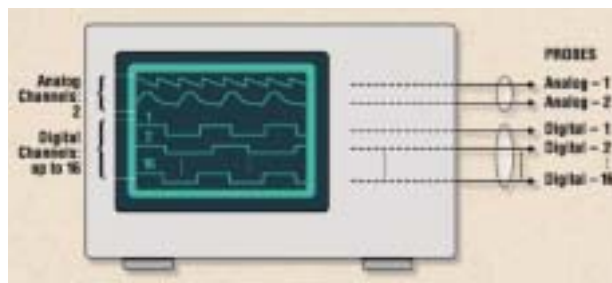 Analog
Channels:
2
Digital
Channels:
up to 16
1
2
16
PROBES
Analog – 1
Analog – 2
Digital – 1
Digital – 2
Digital – 16